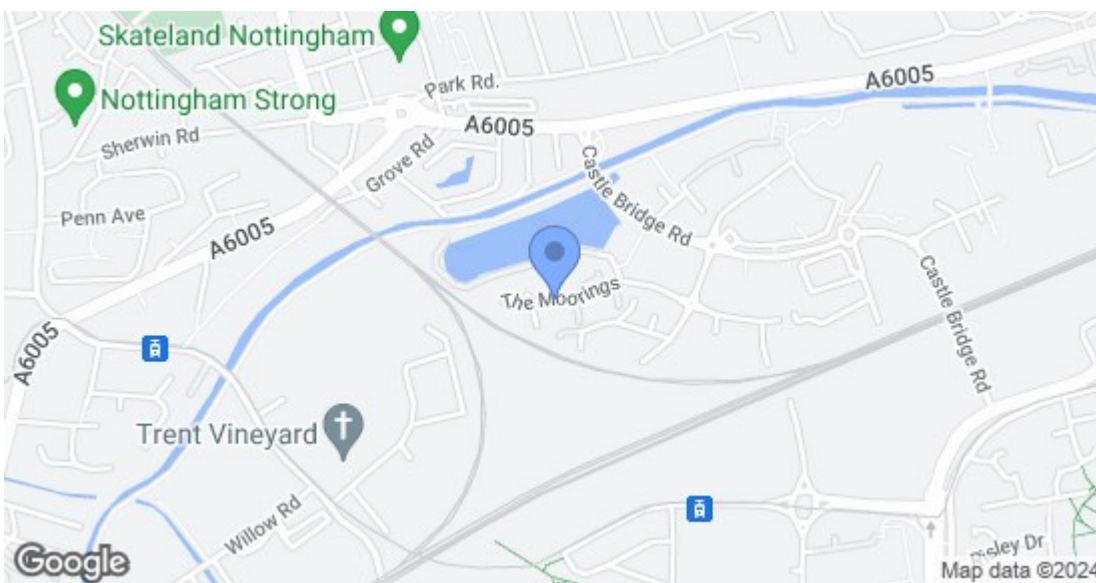 Skateland Nottingham
Nottingham Strong
Park Rd.
A6005
A6005
Sherwin Rd
Grove Rd
Castle Bridge Rd
Penn Ave
A6005
The Moorings
Castle Bridge Rd
A6005
Trent Vineyard
Willow Rd
Google
Map data ©2024